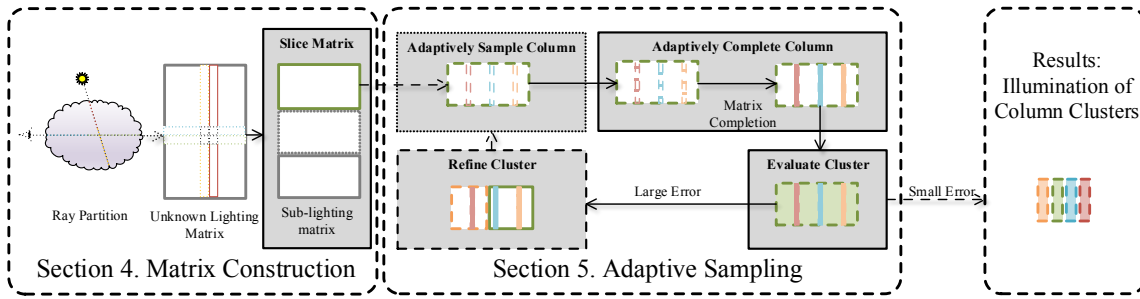 Slice Matrix
Ray Partition
Unknown Lighting
Matrix
Sub-lighting
matrix
Section 4. Matrix Construction
Adaptively Sample Column
Adaptively Complete Column
Matrix
Completion
Refine Cluster
Large Error
Evaluate Cluster
Small Error
Section 5. Adaptive Sampling
Results:
Illumination of
Column Clusters